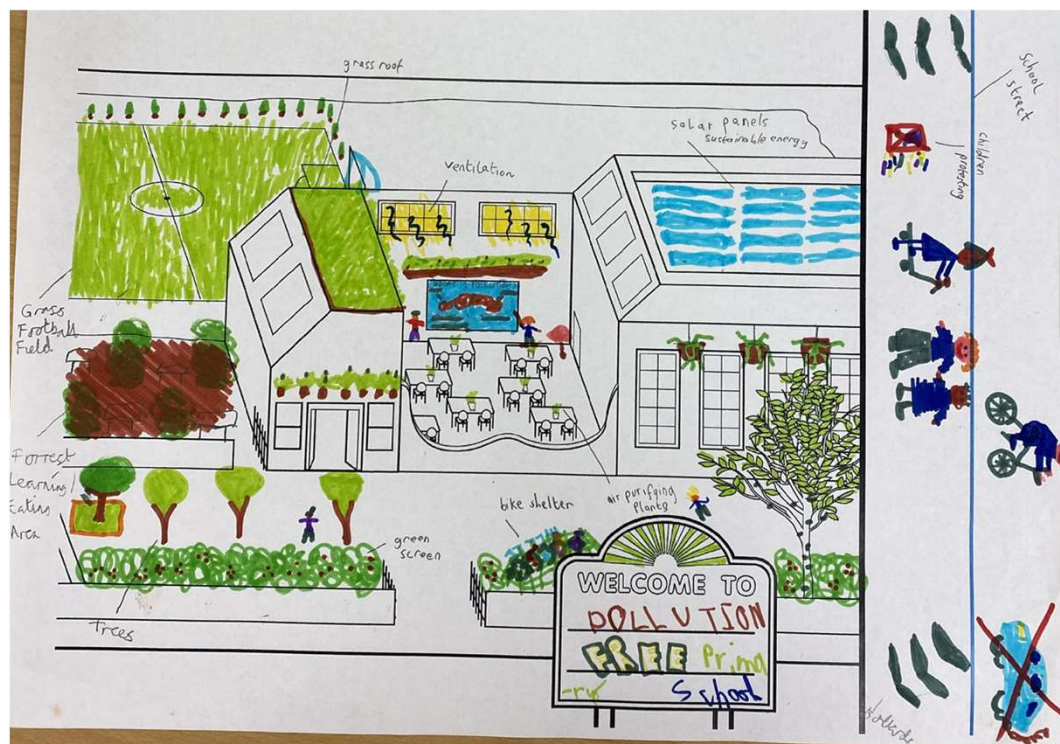 grass roof
solar panels
sustainable energy
ventilation
School
street
children
protesting
Grass
Football
Field
Forrest
Learning
Eating
Area
green
screen
Trees
bike shelter
air purifying
plants
WELCOME TO
POLLUTION
FREE Prima
-ry School